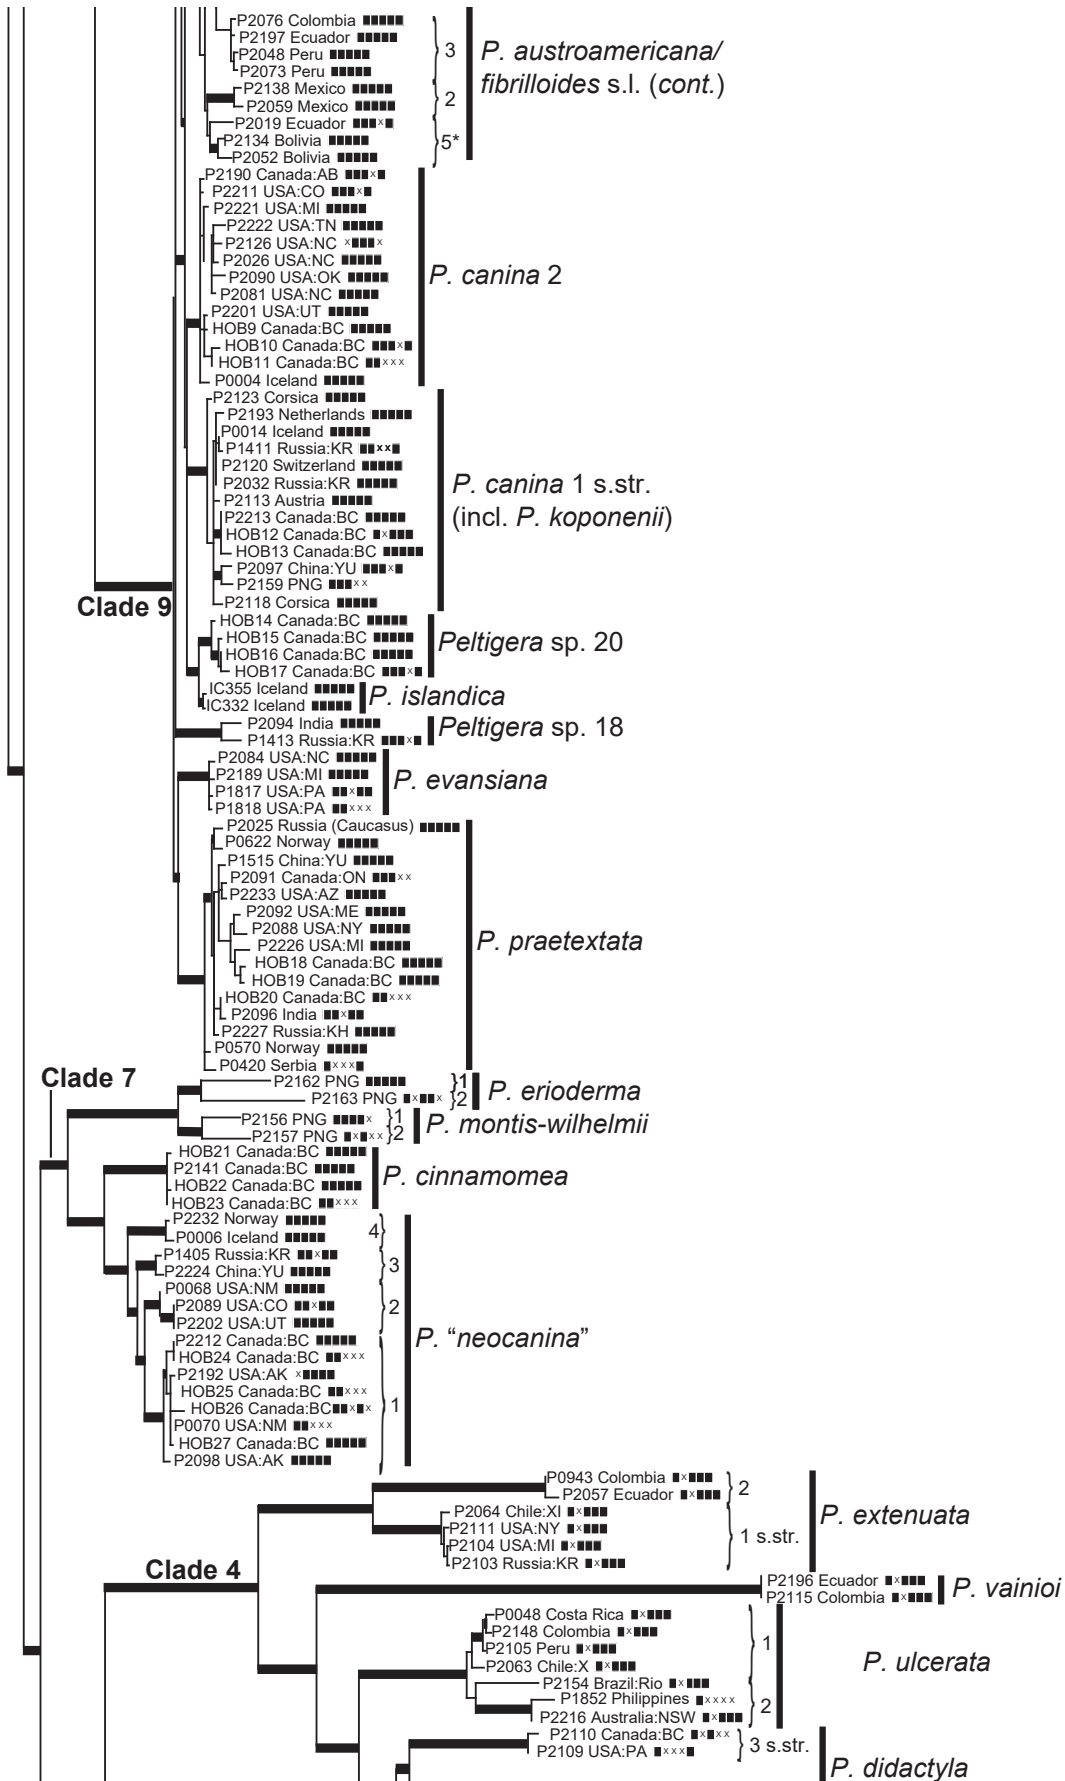 P2076 Colombia ■■■■■
P2197 Ecuador ■■■■■
P2048 Peru ■■■■■
P2073 Peru ■■■■■
3
P. austroamericana/
fibrilloides s.l. (cont.)
P2138 Mexico ■■■■■
P2059 Mexico ■■■■■
2
P2019 Ecuador ■■■x■
P2134 Bolivia ■■■■■
P2052 Bolivia ■■■■■
5*
P2190 Canada:AB ■■■x■
P2211 USA:CO ■■■x■
P2221 USA:MI ■■■■■
P2222 USA:TN ■■■■■
P2126 USA:NC x■■■x
P2026 USA:NC ■■■■■
P2090 USA:OK ■■■■■
P2081 USA:NC ■■■■■
P2201 USA:UT ■■■■■
HOB9 Canada:BC ■■■■■
HOB10 Canada:BC ■■■x■
HOB11 Canada:BC ■■xxx
P0004 Iceland ■■■■■
P. canina 2
P2123 Corsica ■■■■■
P2193 Netherlands ■■■■■
P0014 Iceland ■■■■■
P1411 Russia:KR ■■xx■
P2120 Switzerland ■■■■■
P2032 Russia:KR ■■■■■
P2113 Austria ■■■■■
P2213 Canada:BC ■■■■■
HOB12 Canada:BC ■x■■■
HOB13 Canada:BC ■■■■■
P2097 China:YU ■■■x■
P2159 PNG ■■■xx
P2118 Corsica ■■■■■
P. canina 1 s.str.
(incl. P. koponenii)
Clade 9
HOB14 Canada:BC ■■■■■
HOB15 Canada:BC ■■■■■
HOB16 Canada:BC ■■■■■
HOB17 Canada:BC ■■■x■
Peltigera sp. 20
IC355 Iceland ■■■■■
IC332 Iceland ■■■■■
P. islandica
P2094 India ■■■■■
P1413 Russia:KR ■■■x■
Peltigera sp. 18
P2084 USA:NC ■■■■■
P2189 USA:MI ■■■■■
P1817 USA:PA ■■x■■
P1818 USA:PA ■■xxx
P. evansiana
P2025 Russia (Caucasus) ■■■■■
P0622 Norway ■■■■■
P1515 China:YU ■■■■■
P2091 Canada:ON ■■■xx
P2233 USA:AZ ■■■■■
P2092 USA:ME ■■■■■
P2088 USA:NY ■■■■■
P2226 USA:MI ■■■■■
HOB18 Canada:BC ■■■■■
HOB19 Canada:BC ■■■■■
HOB20 Canada:BC ■■xxx
P2096 India ■■x■■
P2227 Russia:KH ■■■■■
P0570 Norway ■■■■■
P0420 Serbia ■xxx■
P. praetextata
Clade 7
P2162 PNG ■■■■■ 1
P2163 PNG ■x■■x 2
P. erioderma
P2156 PNG ■■■■x 1
P2157 PNG ■x■xx 2
P. montis-wilhelmii
HOB21 Canada:BC ■■■■■
P2141 Canada:BC ■■■■■
HOB22 Canada:BC ■■■■■
HOB23 Canada:BC ■■xxx
P. cinnamomea
P2232 Norway ■■■■■
P0006 Iceland ■■■■■
4
P1405 Russia:KR ■■x■■
P2224 China:YU ■■■■■
3
P0068 USA:NM ■■■■■
P2089 USA:CO ■■x■■
P2202 USA:UT ■■■■■
2
P2212 Canada:BC ■■■■■
HOB24 Canada:BC ■■xxx
P2192 USA:AK x■■■■
HOB25 Canada:BC ■■xxx
HOB26 Canada:BC ■■x■x
P0070 USA:NM ■■xxx
HOB27 Canada:BC ■■■■■
P2098 USA:AK ■■■■■
1
P. “neocanina”
P0943 Colombia ■x■■■
P2057 Ecuador ■x■■■
2
P2064 Chile:XI ■x■■■
P2111 USA:NY ■x■■■
P2104 USA:MI ■x■■■
P2103 Russia:KR ■x■■■
1 s.str.
P. extenuata
Clade 4
P2196 Ecuador ■x■■■
P2115 Colombia ■x■■■
P. vainioi
P0048 Costa Rica ■x■■■
P2148 Colombia ■x■■■
P2105 Peru ■x■■■
P2063 Chile:X ■x■■■
1
P2154 Brazil:Rio ■x■■■
P1852 Philippines ■xxxx
P2216 Australia:NSW ■x■■■
2
P. ulcerata
P2110 Canada:BC ■x■xx
P2109 USA:PA ■xxx■
3 s.str.
P. didactyla